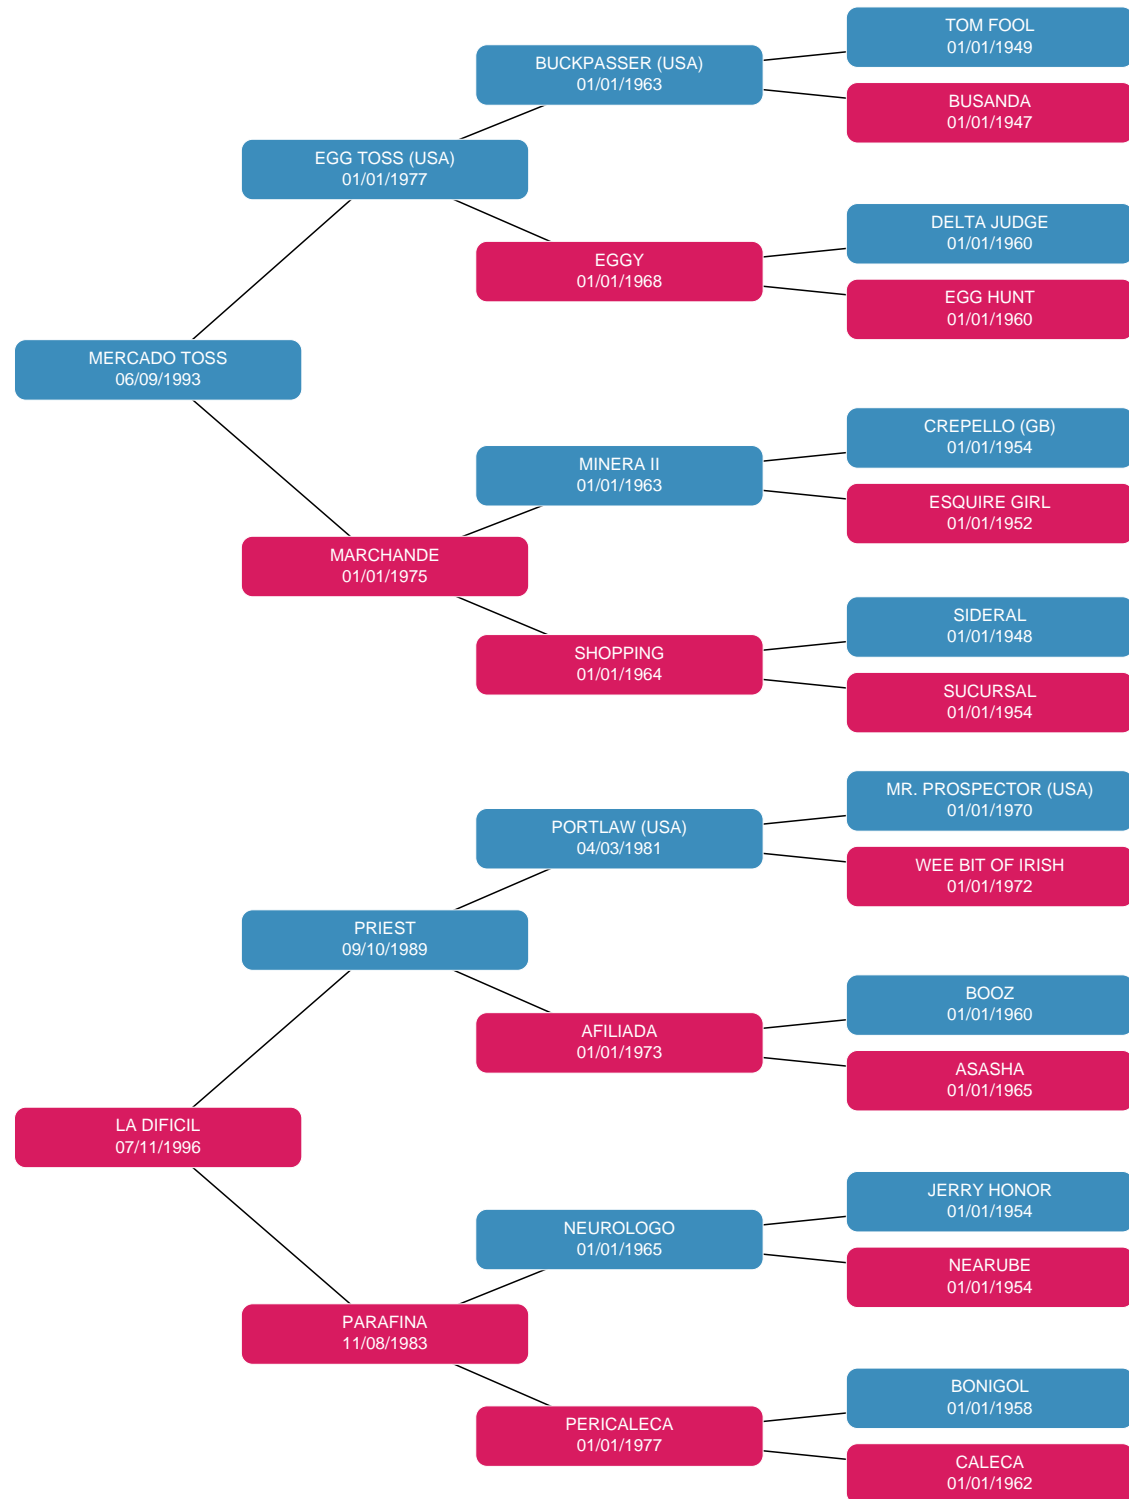 TOM FOOL
01/01/1949
BUCKPASSER (USA)
01/01/1963
BUSANDA
01/01/1947
EGG TOSS (USA)
01/01/1977
DELTA JUDGE
01/01/1960
EGGY
01/01/1968
EGG HUNT
01/01/1960
MERCADO TOSS
06/09/1993
CREPELLO (GB)
01/01/1954
MINERA II
01/01/1963
ESQUIRE GIRL
01/01/1952
MARCHANDE
01/01/1975
SIDERAL
01/01/1948
SHOPPING
01/01/1964
SUCURSAL
01/01/1954
MR. PROSPECTOR (USA)
01/01/1970
PORTLAW (USA)
04/03/1981
WEE BIT OF IRISH
01/01/1972
PRIEST
09/10/1989
BOOZ
01/01/1960
AFILIADA
01/01/1973
ASASHA
01/01/1965
LA DIFICIL
07/11/1996
JERRY HONOR
01/01/1954
NEUROLOGO
01/01/1965
NEARUBE
01/01/1954
PARAFINA
11/08/1983
BONIGOL
01/01/1958
PERICALECA
01/01/1977
CALECA
01/01/1962